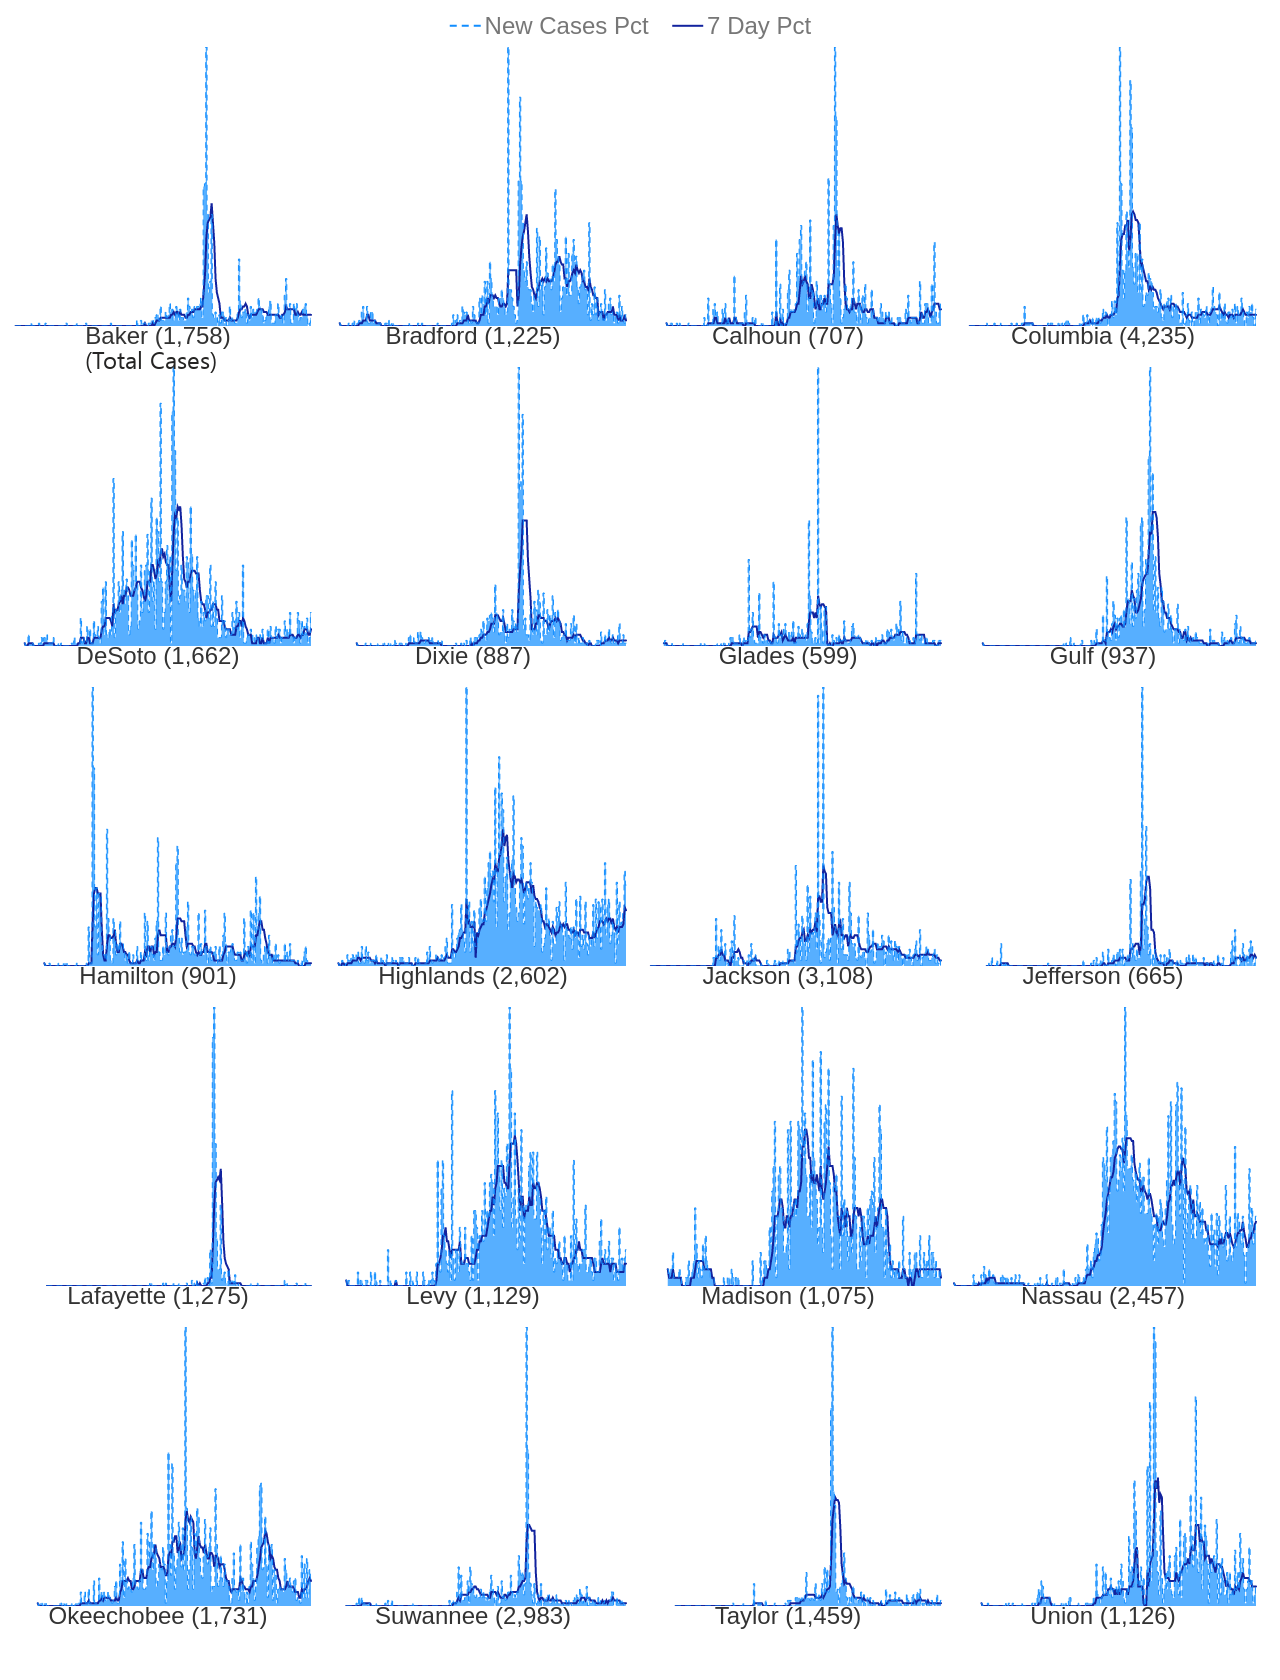 New Cases Pct 7 Day Pct
Baker (1,758) Bradford (1,225) Calhoun (707) Columbia (4,235)
(Total Cases)
DeSoto (1,662) Dixie (887) Glades (599) Gulf (937)
Hamilton (901) Highlands (2,602) Jackson (3,108) Jefferson (665)
Lafayette (1,275) Levy (1,129) Madison (1,075) Nassau (2,457)
Okeechobee (1,731) Suwannee (2,983) Taylor (1,459) Union (1,126)